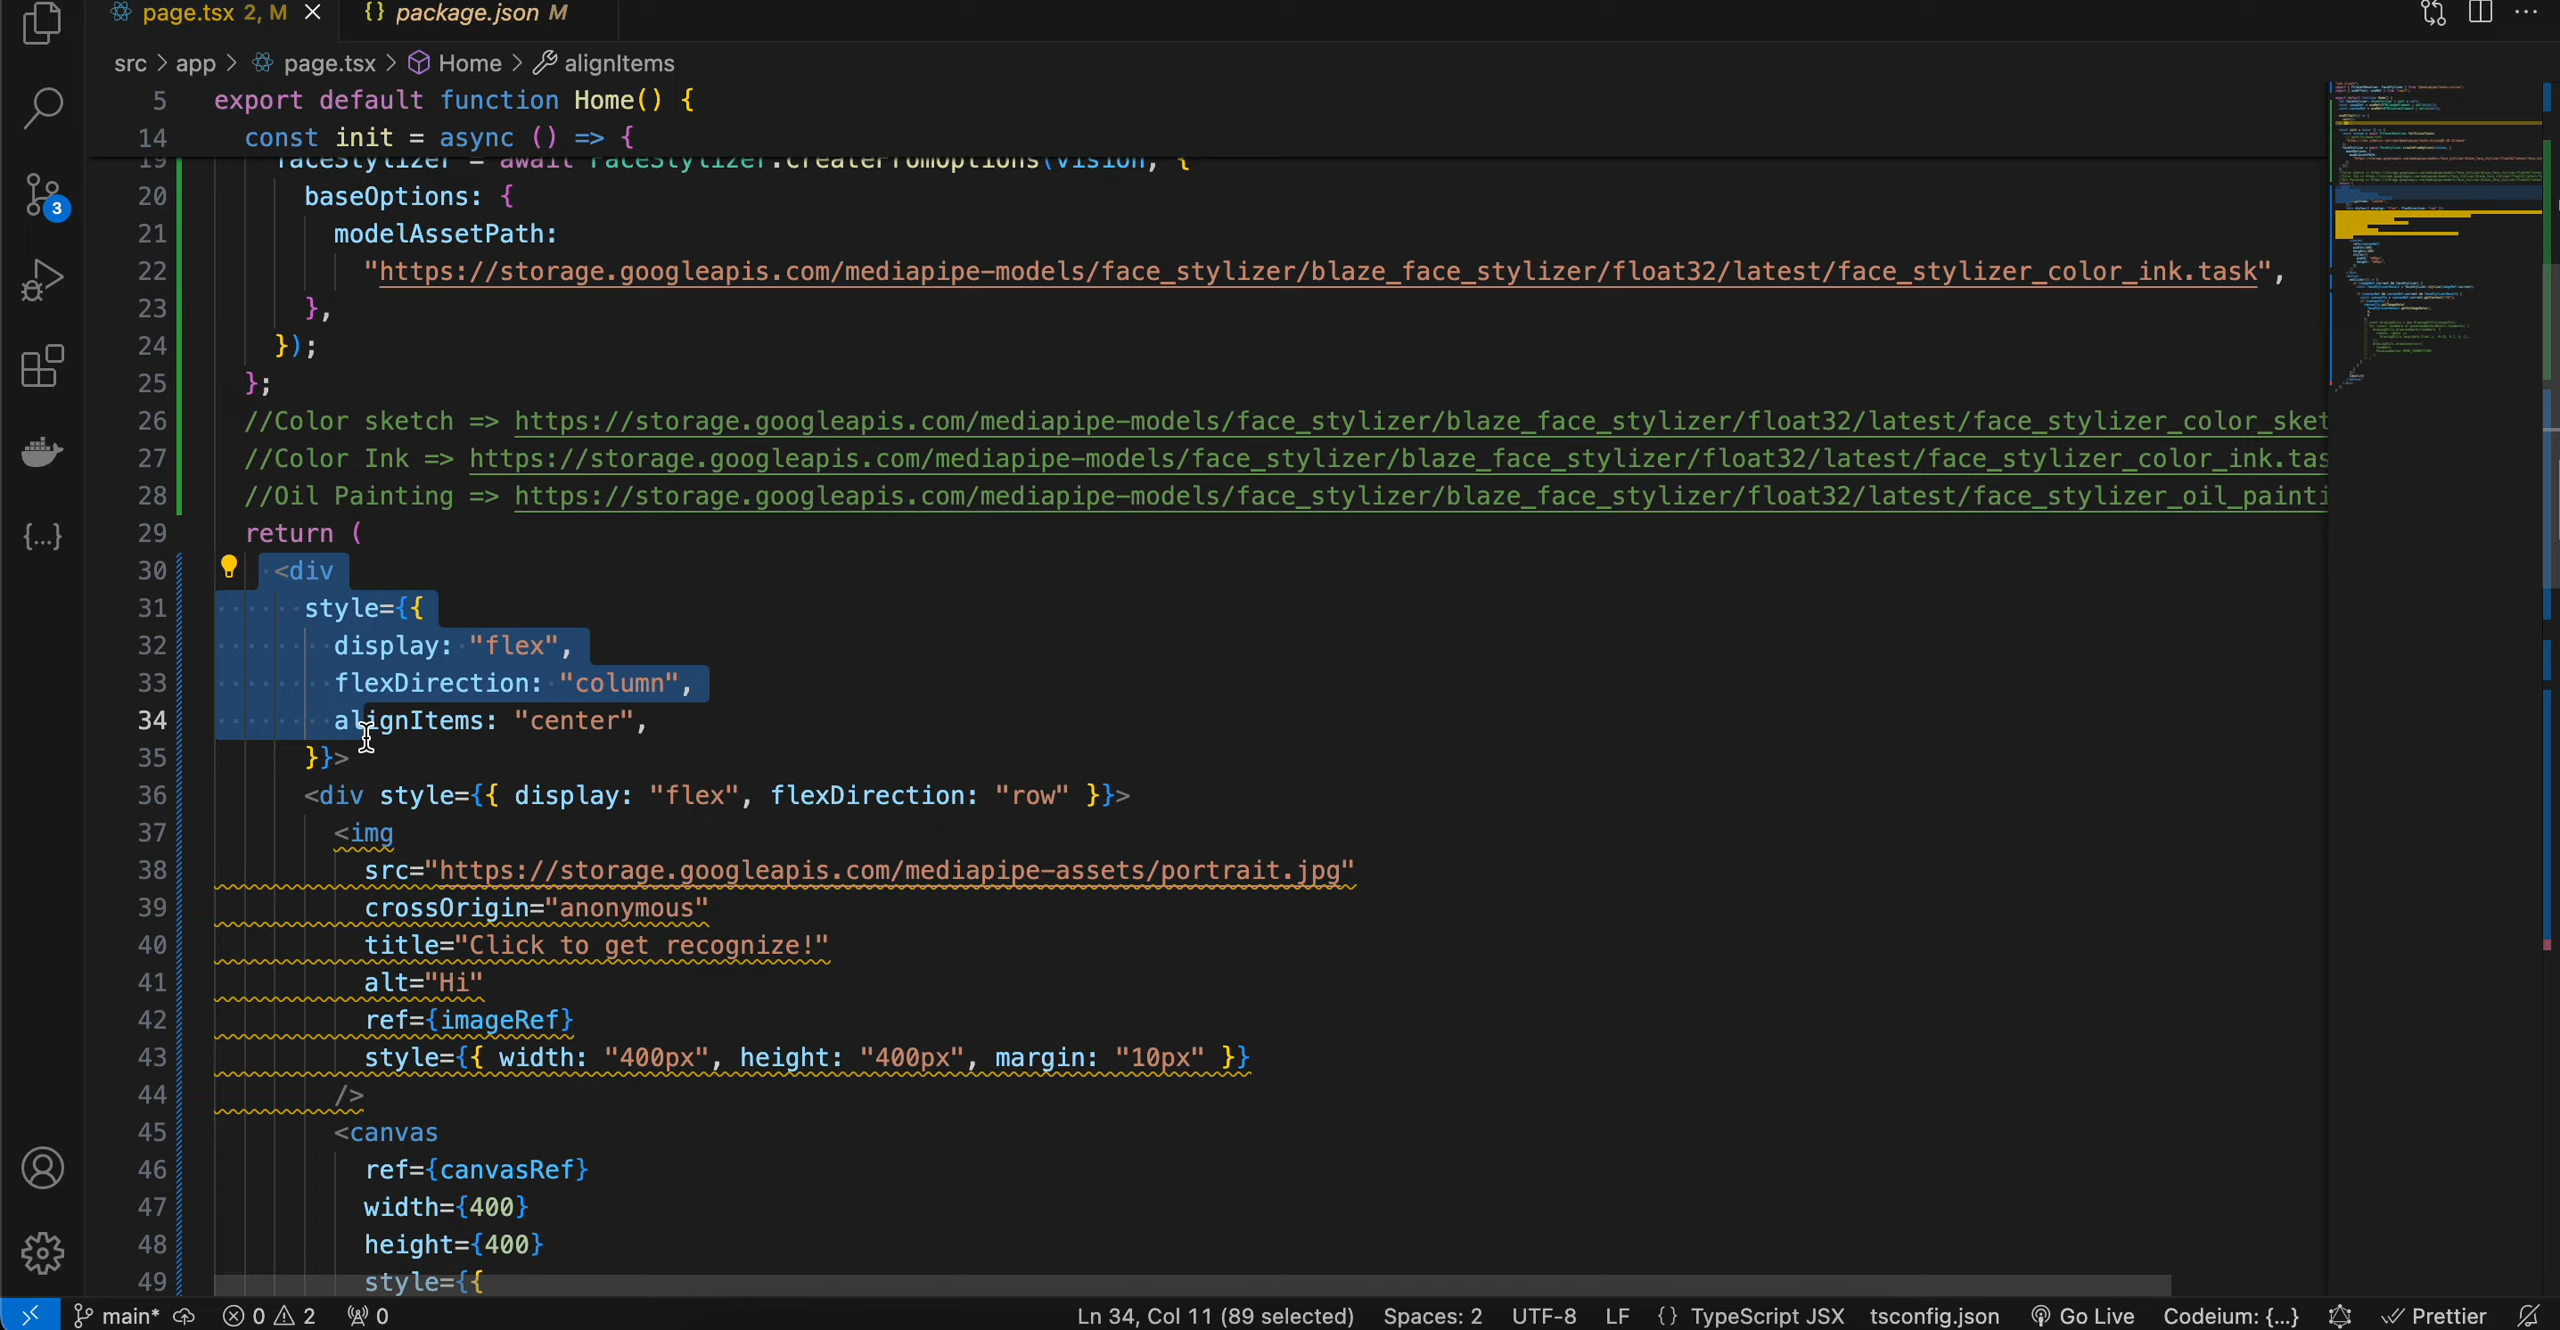 page.tsx 2, M
package.json M
src > app > page.tsx > Home > alignItems
5 export default function Home() {
14 const init = async () => {
19 faceStylizer = await FaceStylizer.createFromOptions(vision, {
20 baseOptions: {
21 modelAssetPath:
22 "https://storage.googleapis.com/mediapipe-models/face_stylizer/blaze_face_stylizer/float32/latest/face_stylizer_color_ink.task",
23 },
24 });
25 };
26 //Color sketch => https://storage.googleapis.com/mediapipe-models/face_stylizer/blaze_face_stylizer/float32/latest/face_stylizer_color_sket
27 //Color Ink => https://storage.googleapis.com/mediapipe-models/face_stylizer/blaze_face_stylizer/float32/latest/face_stylizer_color_ink.tas
28 //Oil Painting => https://storage.googleapis.com/mediapipe-models/face_stylizer/blaze_face_stylizer/float32/latest/face_stylizer_oil_painti
29 return (
30 <div
31 style={{
32 display: "flex",
33 flexDirection: "column",
34 alignItems: "center",
35 }}>
36 <div style={{ display: "flex", flexDirection: "row" }}>
37 <img
38 src="https://storage.googleapis.com/mediapipe-assets/portrait.jpg"
39 crossOrigin="anonymous"
40 title="Click to get recognize!"
41 alt="Hi"
42 ref={imageRef}
43 style={{ width: "400px", height: "400px", margin: "10px" }}
44 />
45 <canvas
46 ref={canvasRef}
47 width={400}
48 height={400}
49 style={{
3
{...}
main* 0 2 0 Ln 34, Col 11 (89 selected) Spaces: 2 UTF-8 LF {} TypeScript JSX tsconfig.json Go Live Codeium: {...} Prettier